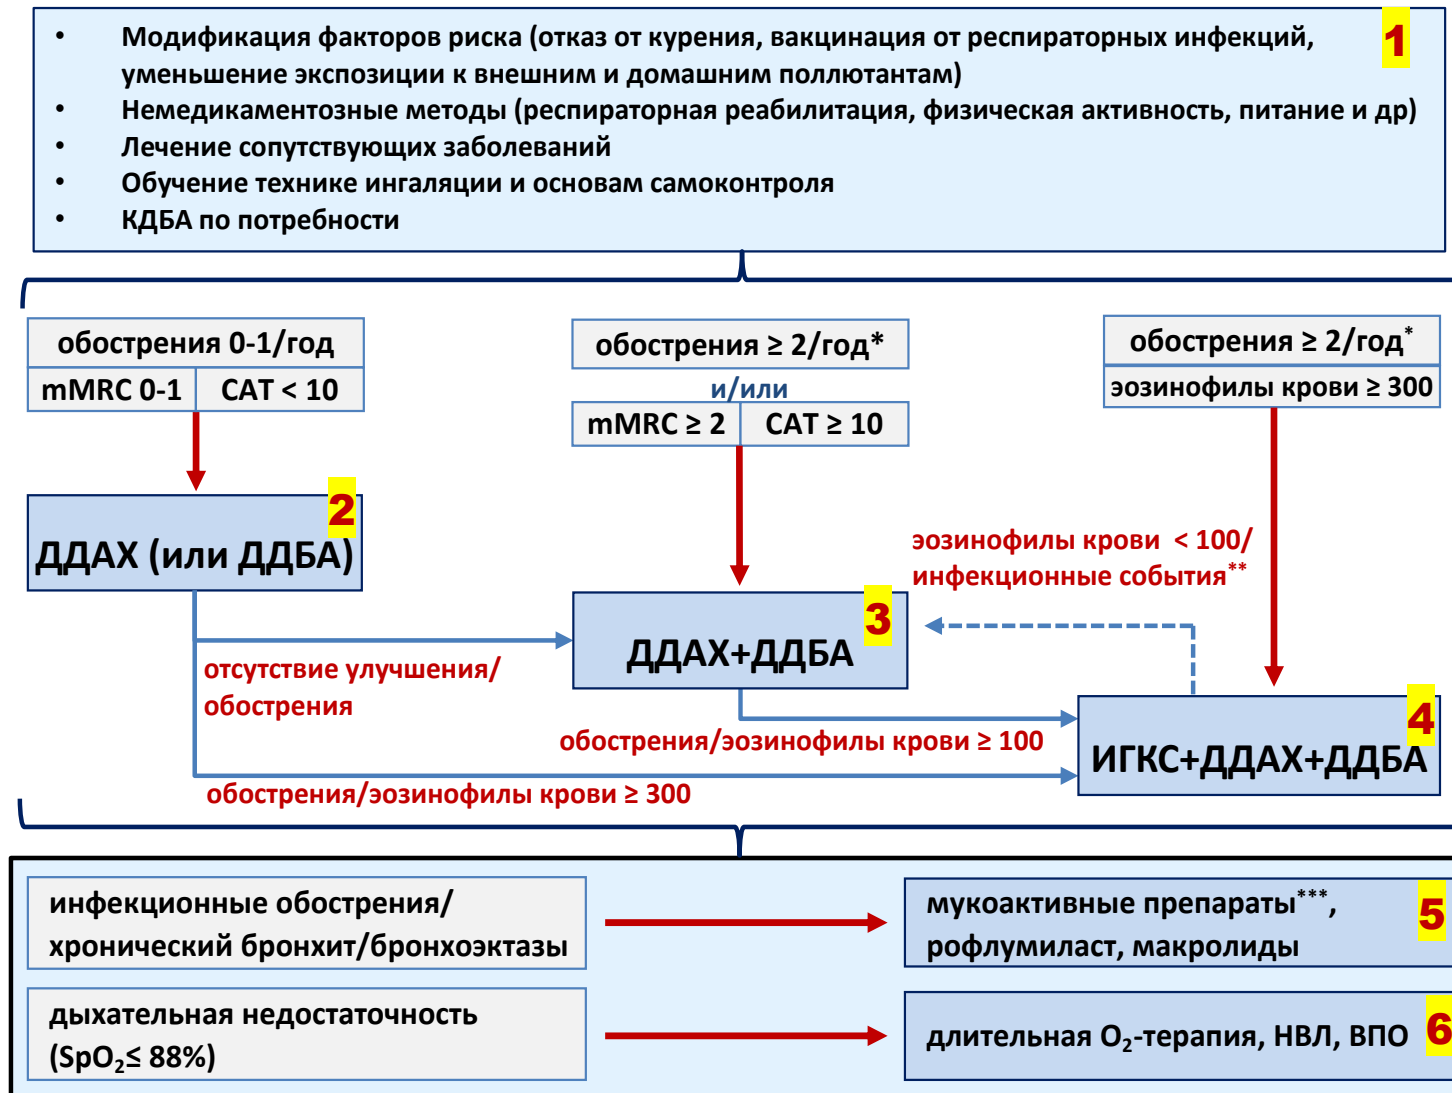 • Модификация факторов риска (отказ от курения, вакцинация от респираторных инфекций,
уменьшение экспозиции к внешним и домашним поллютантам)
• Немедикаментозные методы (респираторная реабилитация, физическая активность, питание и др)
• Лечение сопутствующих заболеваний
• Обучение технике ингаляции и основам самоконтроля
• КДБА по потребности
1
обострения 0-1/год
mMRC 0-1
CAT < 10
обострения ≥ 2/год*
и/или
mMRC ≥ 2
CAT ≥ 10
обострения ≥ 2/год*
эозинофилы крови ≥ 300
2
ДДАХ (или ДДБА)
эозинофилы крови < 100/
инфекционные события**
3
ДДАХ+ДДБА
отсутствие улучшения/
обострения
4
ИГКС+ДДАХ+ДДБА
обострения/эозинофилы крови ≥ 100
обострения/эозинофилы крови ≥ 300
инфекционные обострения/
хронический бронхит/бронхоэктазы
мукоактивные препараты***,
рофлумиласт, макролиды
5
дыхательная недостаточность
(SpO₂≤ 88%)
длительная O₂-терапия, НВЛ, ВПО
6